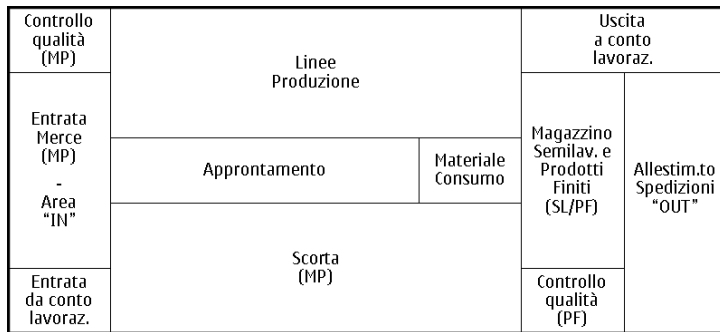 Controllo
qualità
(MP)
Linee
Produzione
Uscita
a conto
lavoraz.
Entrata
Merce
(MP)
-
Area
"IN"
Approntamento
Materiale
Consumo
Magazzino
Semilav. e
Prodotti
Finiti
(SL/PF)
Allestim.to
Spedizioni
"OUT"
Scorta
(MP)
Entrata
da conto
lavoraz.
Controllo
qualità
(PF)